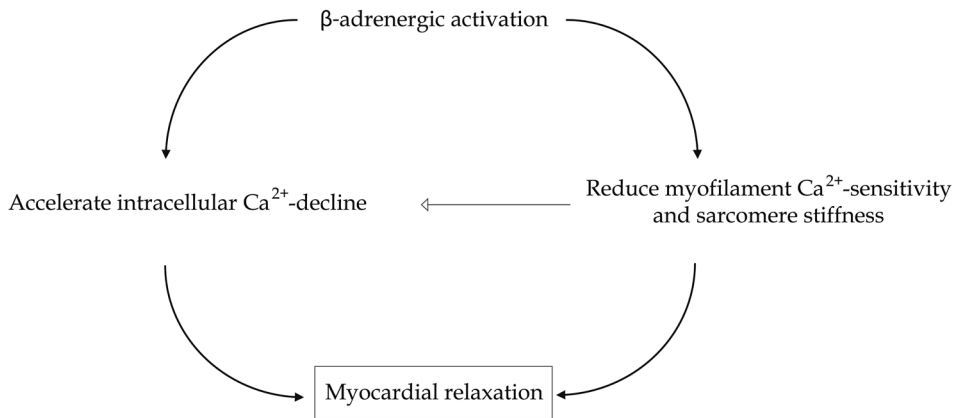 β-adrenergic activation
Accelerate intracellular Ca²⁺-decline
Reduce myofilament Ca²⁺-sensitivity
and sarcomere stiffness
Myocardial relaxation